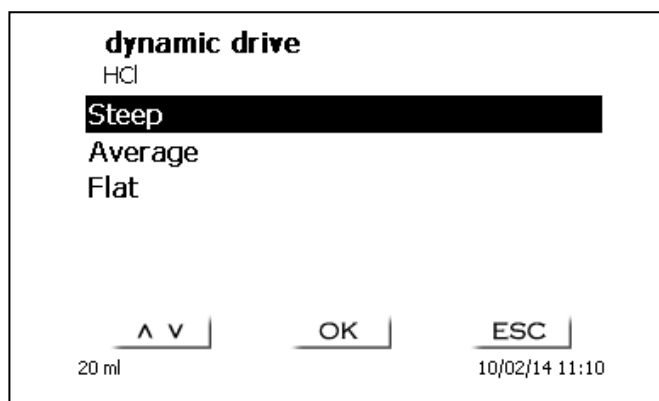 dynamic drive
HCl
Steep
Average
Flat
∧ ∨ OK ESC
20 ml 10/02/14 11:10